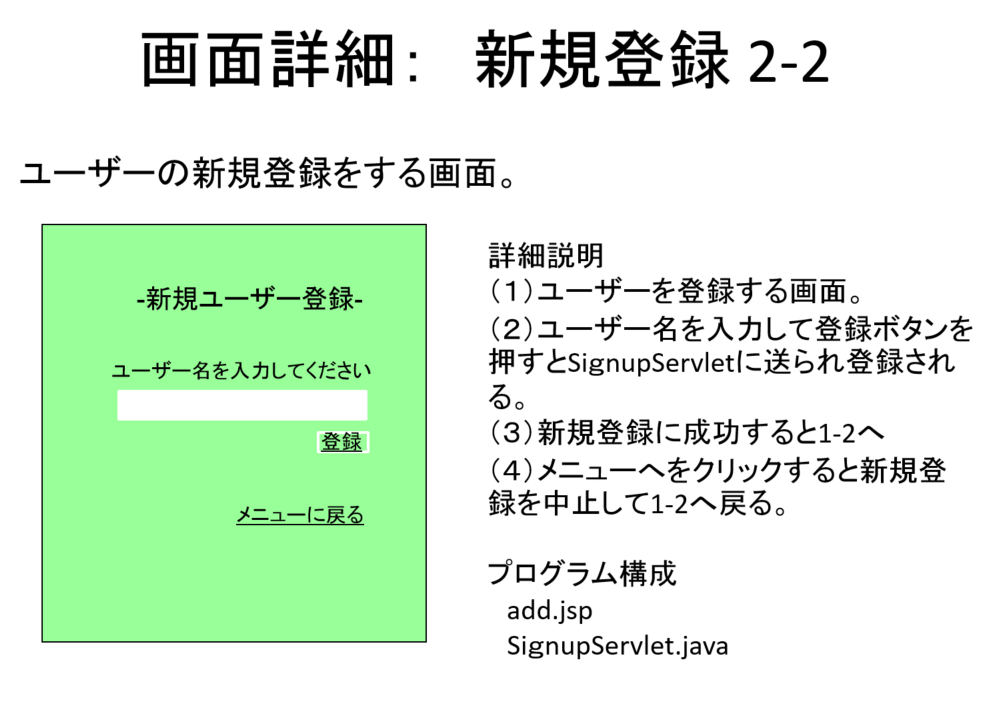 画面詳細：　新規登録 2-2
ユーザーの新規登録をする画面。
-新規ユーザー登録-
ユーザー名を入力してください
登録
メニューに戻る
詳細説明
（１）ユーザーを登録する画面。
（２）ユーザー名を入力して登録ボタンを
押すとSignupServletに送られ登録され
る。
（３）新規登録に成功すると1-2へ
（４）メニューへをクリックすると新規登
録を中止して1-2へ戻る。
プログラム構成
add.jsp
SignupServlet.java